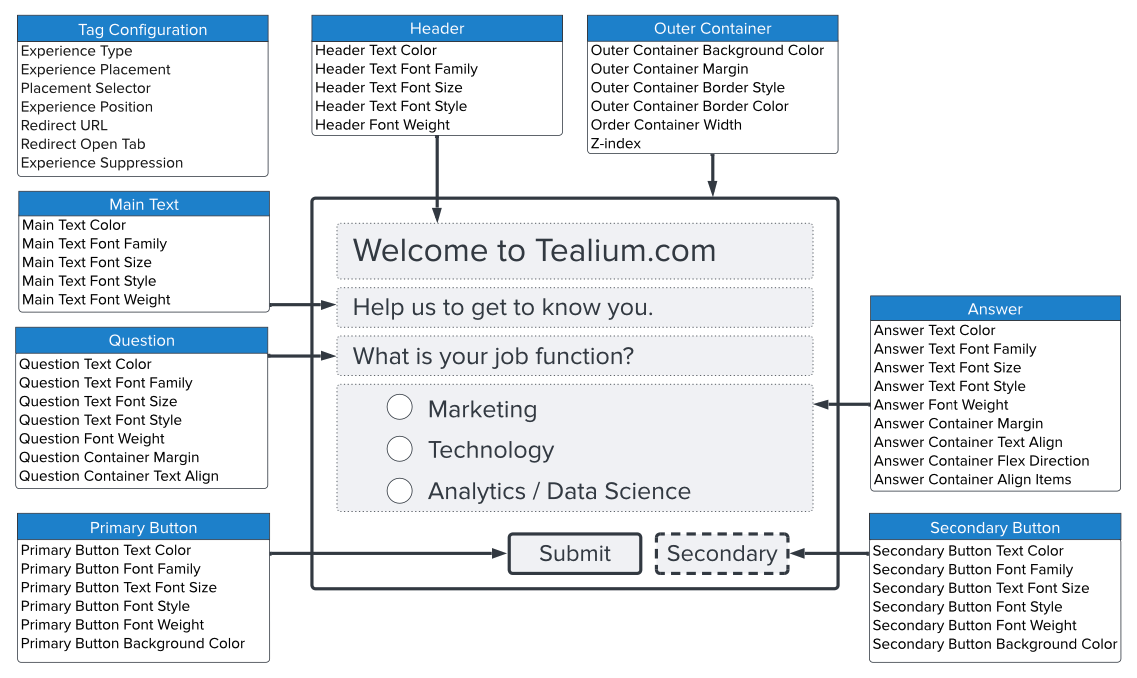 Tag Configuration
Experience Type
Experience Placement
Placement Selector
Experience Position
Redirect URL
Redirect Open Tab
Experience Suppression
Header
Header Text Color
Header Text Font Family
Header Text Font Size
Header Text Font Style
Header Font Weight
Outer Container
Outer Container Background Color
Outer Container Margin
Outer Container Border Style
Outer Container Border Color
Order Container Width
Z-index
Main Text
Main Text Color
Main Text Font Family
Main Text Font Size
Main Text Font Style
Main Text Font Weight
Question
Question Text Color
Question Text Font Family
Question Text Font Size
Question Text Font Style
Question Font Weight
Question Container Margin
Question Container Text Align
Primary Button
Primary Button Text Color
Primary Button Font Family
Primary Button Text Font Size
Primary Button Font Style
Primary Button Font Weight
Primary Button Background Color
Welcome to Tealium.com
Help us to get to know you.
What is your job function?
Marketing
Technology
Analytics / Data Science
Submit
Secondary
Answer
Answer Text Color
Answer Text Font Family
Answer Text Font Size
Answer Text Font Style
Answer Font Weight
Answer Container Margin
Answer Container Text Align
Answer Container Flex Direction
Answer Container Align Items
Secondary Button
Secondary Button Text Color
Secondary Button Font Family
Secondary Button Text Font Size
Secondary Button Font Style
Secondary Button Font Weight
Secondary Button Background Color